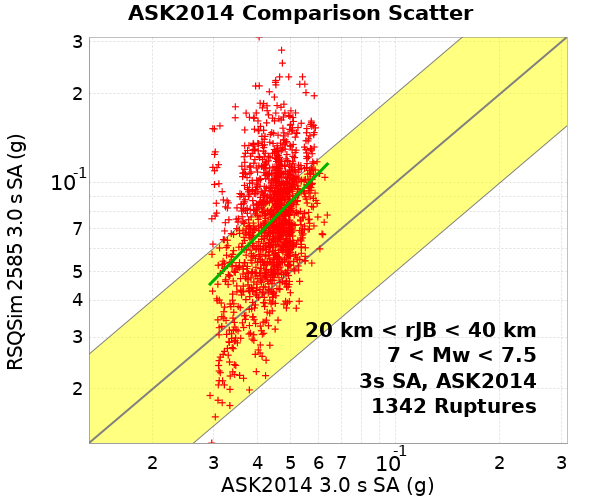 ASK2014 Comparison Scatter
RSQSim 2585 3.0 s SA (g)
3
2
10-1
7
5
4
3
2
20 km < rJB < 40 km
7 < Mw < 7.5
3s SA, ASK2014
1342 Ruptures
2 3 4 5 6 7 10-1 2 3
ASK2014 3.0 s SA (g)